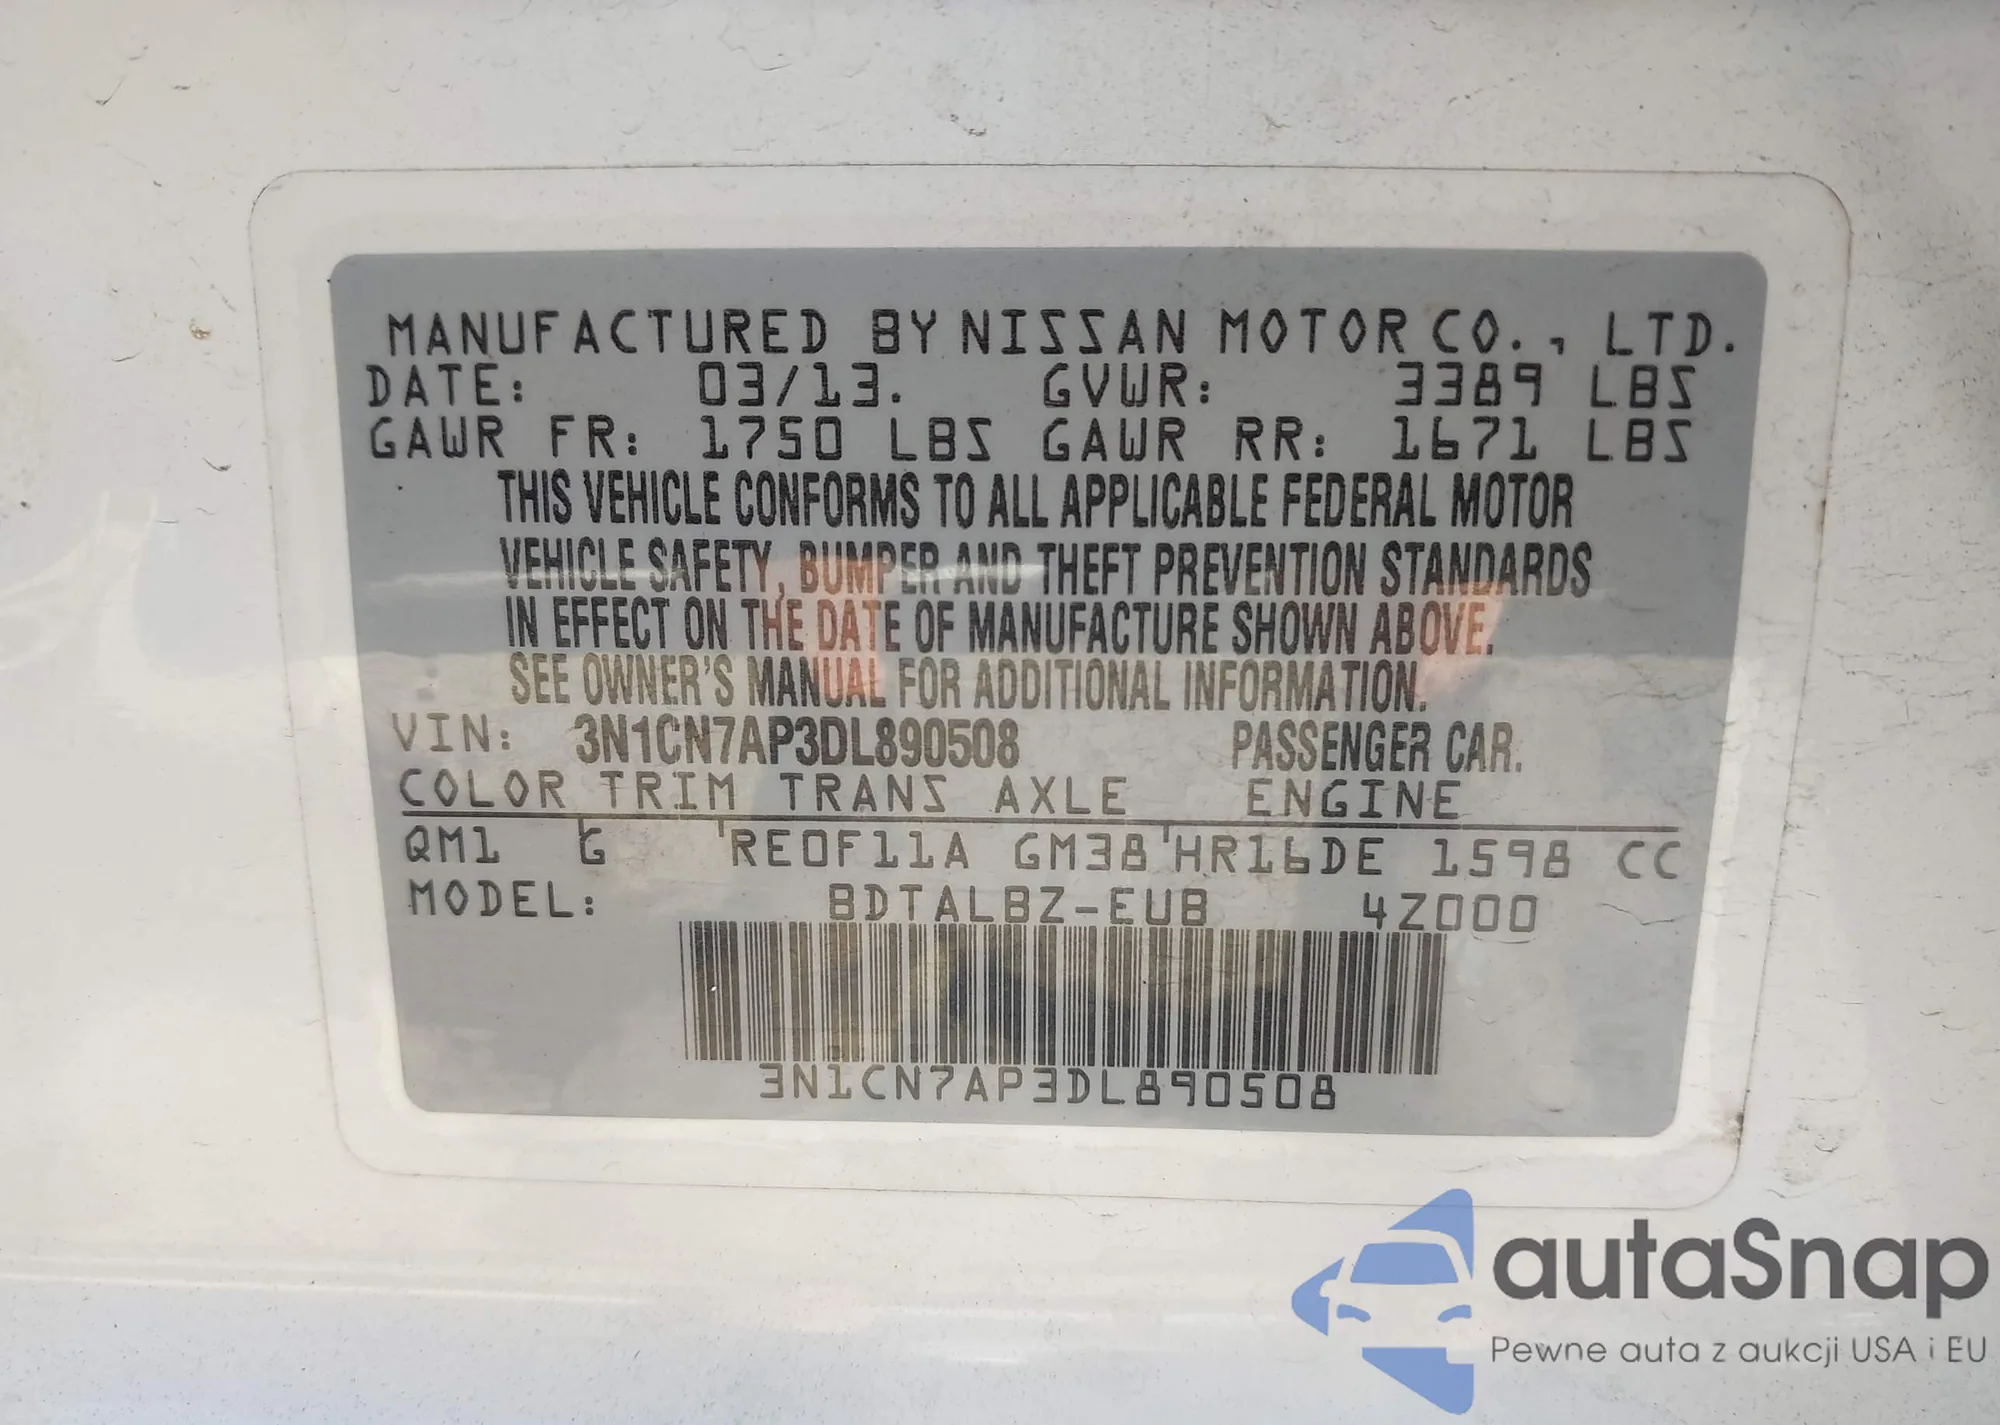 MANUFACTURED BY NISSAN MOTOR CO., LTD.
DATE: 03/13. GVWR: 3389 LBS
GAWR FR: 1750 LBS GAWR RR: 1671 LBS
THIS VEHICLE CONFORMS TO ALL APPLICABLE FEDERAL MOTOR
VEHICLE SAFETY, BUMPER AND THEFT PREVENTION STANDARDS
IN EFFECT ON THE DATE OF MANUFACTURE SHOWN ABOVE.
SEE OWNER'S MANUAL FOR ADDITIONAL INFORMATION.
VIN: 3N1CN7AP3DL890508 PASSENGER CAR.
COLOR TRIM TRANS AXLE ENGINE
QM1 G RE0F11A GM38 HR16DE 1598 CC
MODEL: BDTALBZ-EUB 4Z000
3N1CN7AP3DL890508
autaSnap
Pewne auta z aukcji USA i EU